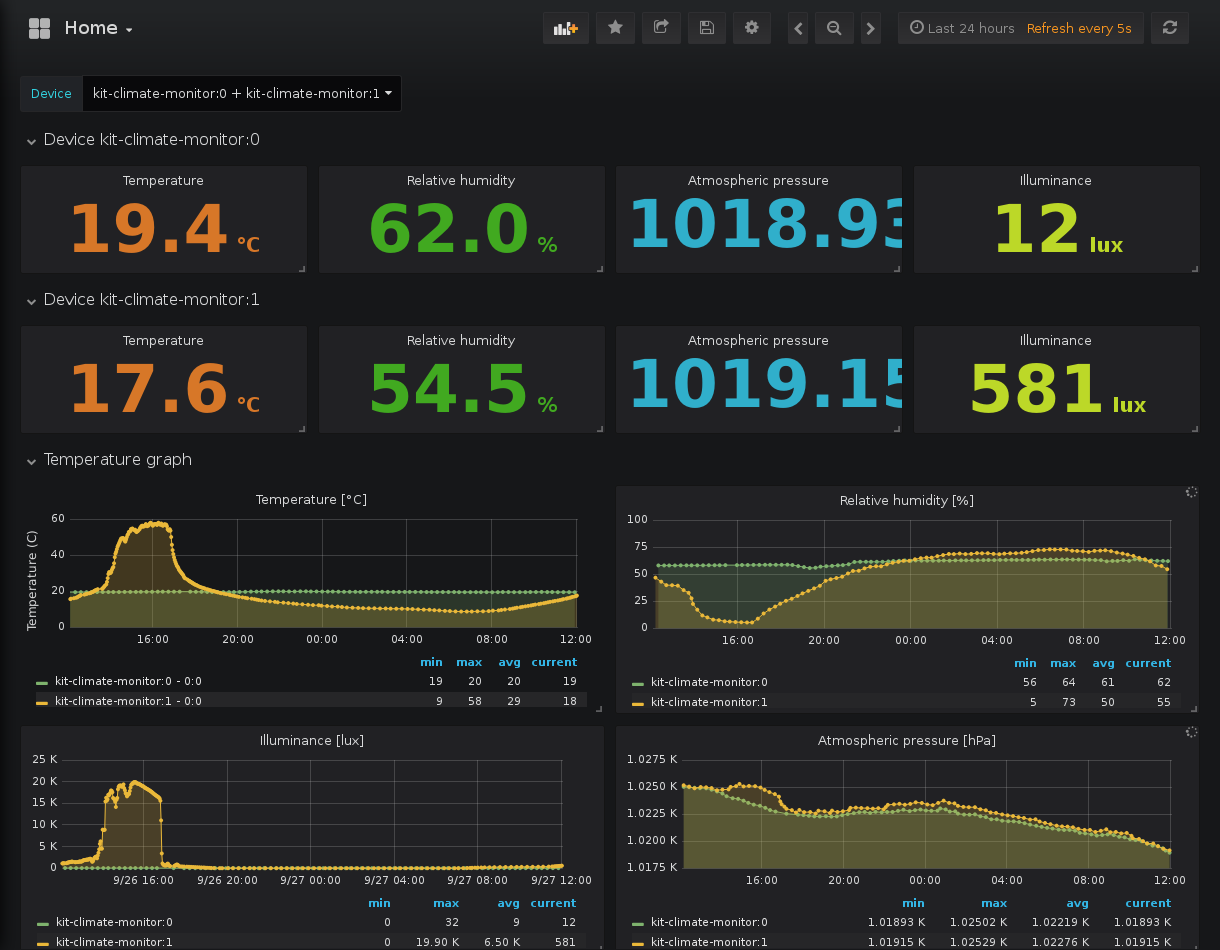 Home
Last 24 hours Refresh every 5s
Device kit-climate-monitor:0 + kit-climate-monitor:1
Device kit-climate-monitor:0
Temperature Relative humidity Atmospheric pressure Illuminance
19.4 °C 62.0 % 1018.93 12 lux
Device kit-climate-monitor:1
Temperature Relative humidity Atmospheric pressure Illuminance
17.6 °C 54.5 % 1019.15 581 lux
Temperature graph
Temperature [°C]
Temperature (C)
60
40
20
0
16:00 20:00 00:00 04:00 08:00 12:00
min max avg current
kit-climate-monitor:0 - 0:0 19 20 20 19
kit-climate-monitor:1 - 0:0 9 58 29 18
Relative humidity [%]
100
75
50
25
0
16:00 20:00 00:00 04:00 08:00 12:00
min max avg current
kit-climate-monitor:0 56 64 61 62
kit-climate-monitor:1 5 73 50 55
Illuminance [lux]
25 K
20 K
15 K
10 K
5 K
0
9/26 16:00 9/26 20:00 9/27 00:00 9/27 04:00 9/27 08:00 9/27 12:00
min max avg current
kit-climate-monitor:0 0 32 9 12
kit-climate-monitor:1 0 19.90 K 6.50 K 581
Atmospheric pressure [hPa]
1.0275 K
1.0250 K
1.0225 K
1.0200 K
1.0175 K
16:00 20:00 00:00 04:00 08:00 12:00
min max avg current
kit-climate-monitor:0 1.01893 K 1.02502 K 1.02219 K 1.01893 K
kit-climate-monitor:1 1.01915 K 1.02529 K 1.02276 K 1.01915 K